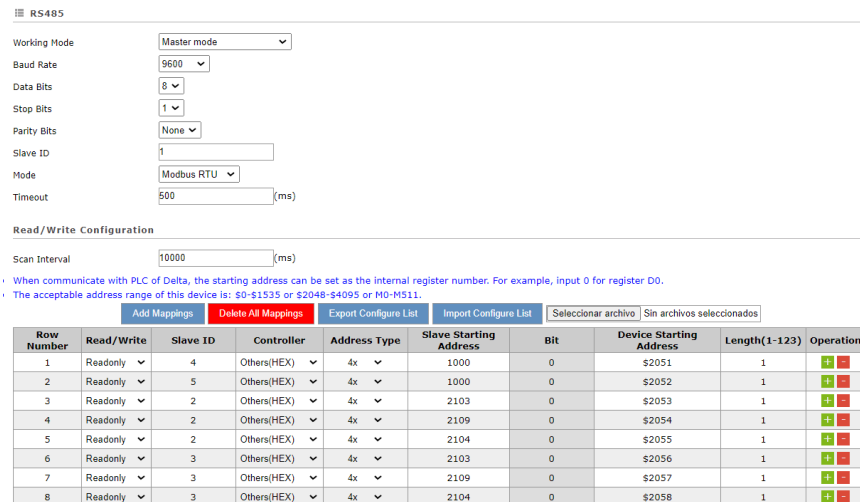 RS485
Working Mode Master mode
Baud Rate 9600
Data Bits 8
Stop Bits 1
Parity Bits None
Slave ID 1
Mode Modbus RTU
Timeout 500 (ms)
Read/Write Configuration
Scan Interval 10000 (ms)
When communicate with PLC of Delta, the starting address can be set as the internal register number. For example, input 0 for register D0.
The acceptable address range of this device is: $0-$1535 or $2048-$4095 or M0-M511.
Add Mappings Delete All Mappings Export Configure List Import Configure List Seleccionar archivo Sin archivos seleccionados
Row Number Read/Write Slave ID Controller Address Type Slave Starting Address Bit Device Starting Address Length(1-123) Operation
1 Readonly 4 Others(HEX) 4x 1000 0 $2051 1 + -
2 Readonly 5 Others(HEX) 4x 1000 0 $2052 1 + -
3 Readonly 2 Others(HEX) 4x 2103 0 $2053 1 + -
4 Readonly 2 Others(HEX) 4x 2109 0 $2054 1 + -
5 Readonly 2 Others(HEX) 4x 2104 0 $2055 1 + -
6 Readonly 3 Others(HEX) 4x 2103 0 $2056 1 + -
7 Readonly 3 Others(HEX) 4x 2109 0 $2057 1 + -
8 Readonly 3 Others(HEX) 4x 2104 0 $2058 1 + -